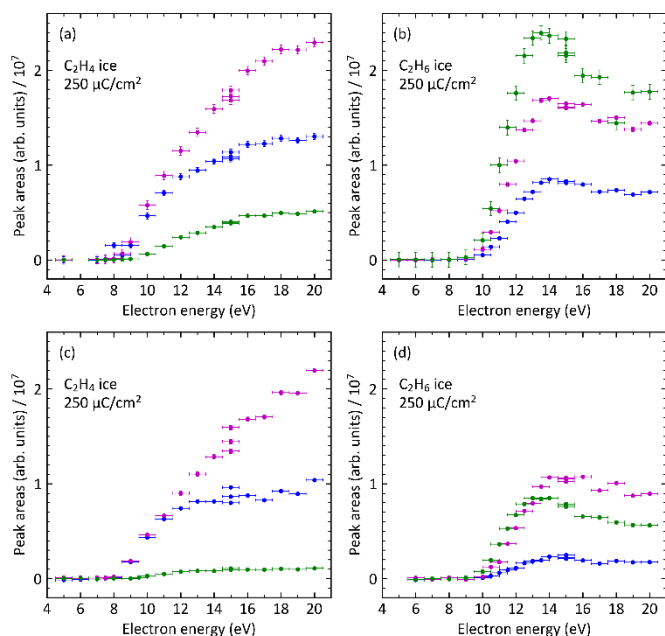 (a)
C₂H₄ ice
250 µC/cm²
Peak areas (arb. units) / 10⁷
2
1
0
4 6 8 10 12 14 16 18 20
Electron energy (eV)
(b)
C₂H₆ ice
250 µC/cm²
Peak areas (arb. units) / 10⁷
2
1
0
4 6 8 10 12 14 16 18 20
Electron energy (eV)
(c)
C₂H₄ ice
250 µC/cm²
Peak areas (arb. units) / 10⁷
2
1
0
4 6 8 10 12 14 16 18 20
Electron energy (eV)
(d)
C₂H₆ ice
250 µC/cm²
Peak areas (arb. units) / 10⁷
2
1
0
4 6 8 10 12 14 16 18 20
Electron energy (eV)